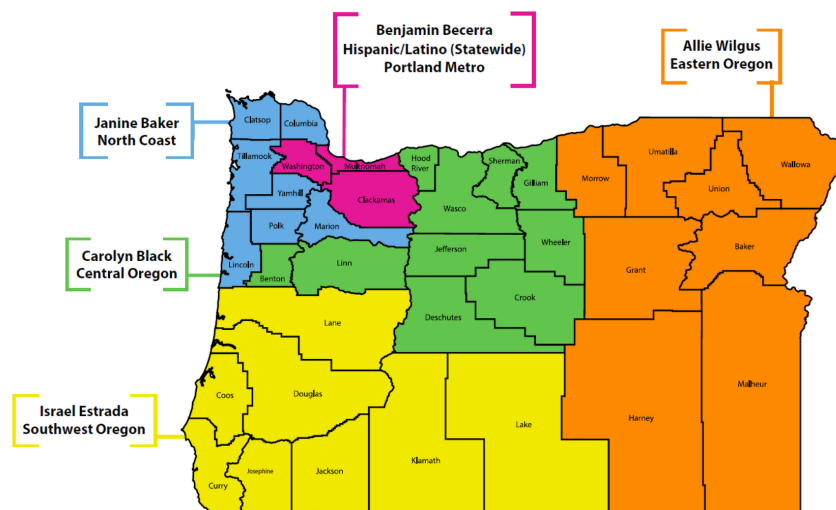 Benjamin Becerra
Hispanic/Latino (Statewide)
Portland Metro
Allie Wilgus
Eastern Oregon
Janine Baker
North Coast
Carolyn Black
Central Oregon
Israel Estrada
Southwest Oregon
Clatsop
Columbia
Tillamook
Washington
Multnomah
Hood
River
Sherman
Gilliam
Morrow
Umatilla
Wallowa
Union
Yamhill
Clackamas
Wasco
Polk
Marion
Wheeler
Baker
Lincoln
Benton
Linn
Jefferson
Grant
Crook
Deschutes
Lane
Coos
Douglas
Malheur
Harney
Lake
Klamath
Curry
Josephine
Jackson